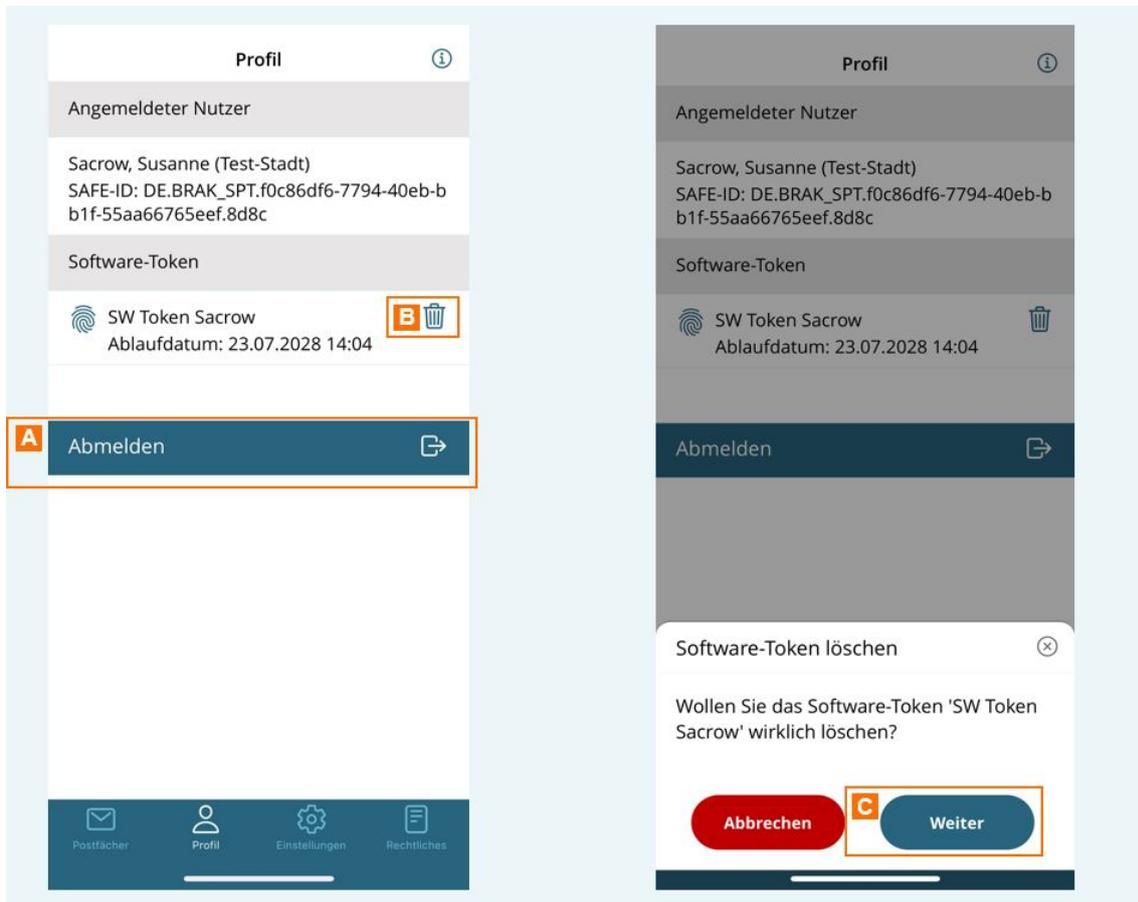 Profil
Angemeldeter Nutzer
Sacrow, Susanne (Test-Stadt)
SAFE-ID: DE.BRAK_SPT.f0c86df6-7794-40eb-b
b1f-55aa66765eef.8d8c
Software-Token
SW Token Sacrow
B
Ablaufdatum: 23.07.2028 14:04
A
Abmelden
Postfächer
Profil
Einstellungen
Rechtliches
Profil
Angemeldeter Nutzer
Sacrow, Susanne (Test-Stadt)
SAFE-ID: DE.BRAK_SPT.f0c86df6-7794-40eb-b
b1f-55aa66765eef.8d8c
Software-Token
SW Token Sacrow
Ablaufdatum: 23.07.2028 14:04
Abmelden
Software-Token löschen
Wollen Sie das Software-Token 'SW Token
Sacrow' wirklich löschen?
Abbrechen
C
Weiter